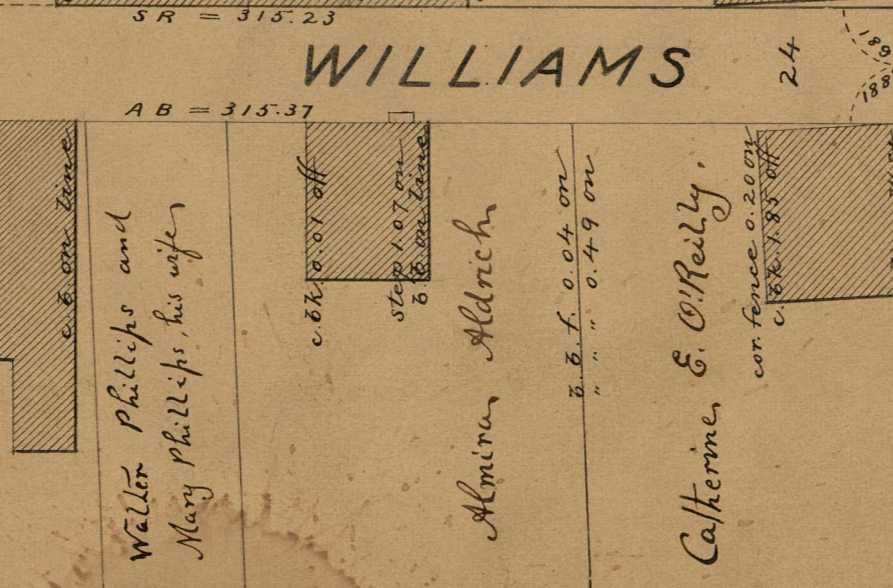 SR = 315.23
WILLIAMS
24
189
188
AB = 315.37
c.b. on line
Walter Phillips and
Mary Phillips, his wife,
c. bk. 0.01 off
step 1.07 on
b. on line
Almira Aldrich
b. b. f. 0.04 on
" " " 0.49 on
Catherine E. O'Reilly.
cor. fence 0.20 on
c. bk. 1.85 off